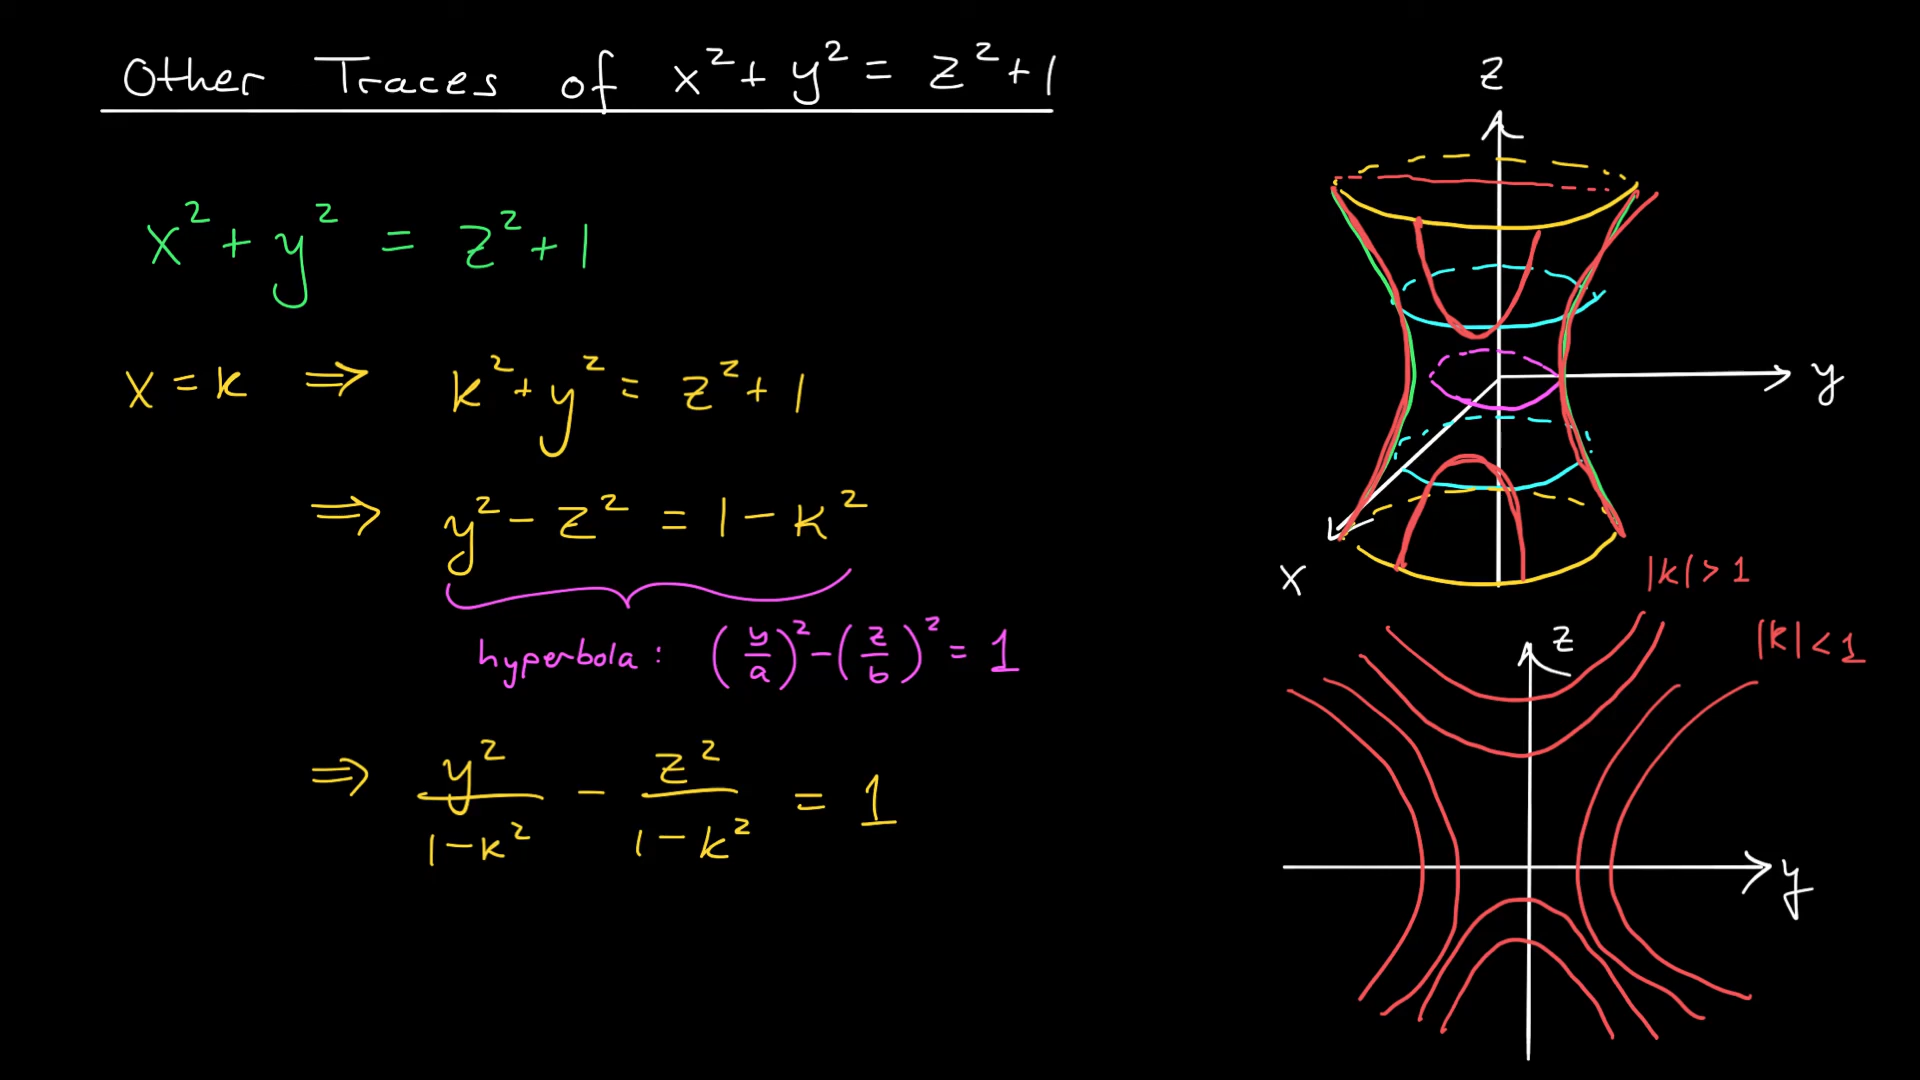 Other Traces of x² + y² = z² + 1
x² + y² = z² + 1
x = k ⇒ k² + y² = z² + 1
⇒ y² - z² = 1 - k²
hyperbola: (y/a)² - (z/b)² = 1
⇒ y²/(1-k²) - z²/(1-k²) = 1
z
y
x
|k| > 1
|k| < 1
z
y